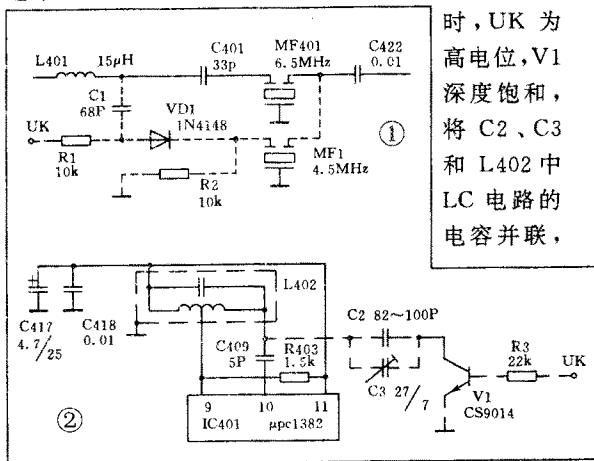 时，UK 为
高电位，V1
深度饱和，
将 C2、C3
和 L402 中
LC 电路的
电容并联，
L401
15μH
C401
33p
MF401
6.5MHz
C422
0.01
C1
68P
VD1
1N4148
UK
R1
10k
R2
10k
MF1
4.5MHz
①
L402
C417
4.7/25
C418
0.01
C409
5P
R403
1.5k
C2 82～100P
C3 27/7
R3
22k
UK
V1
CS9014
9 10 11
IC401 μpc1382
②